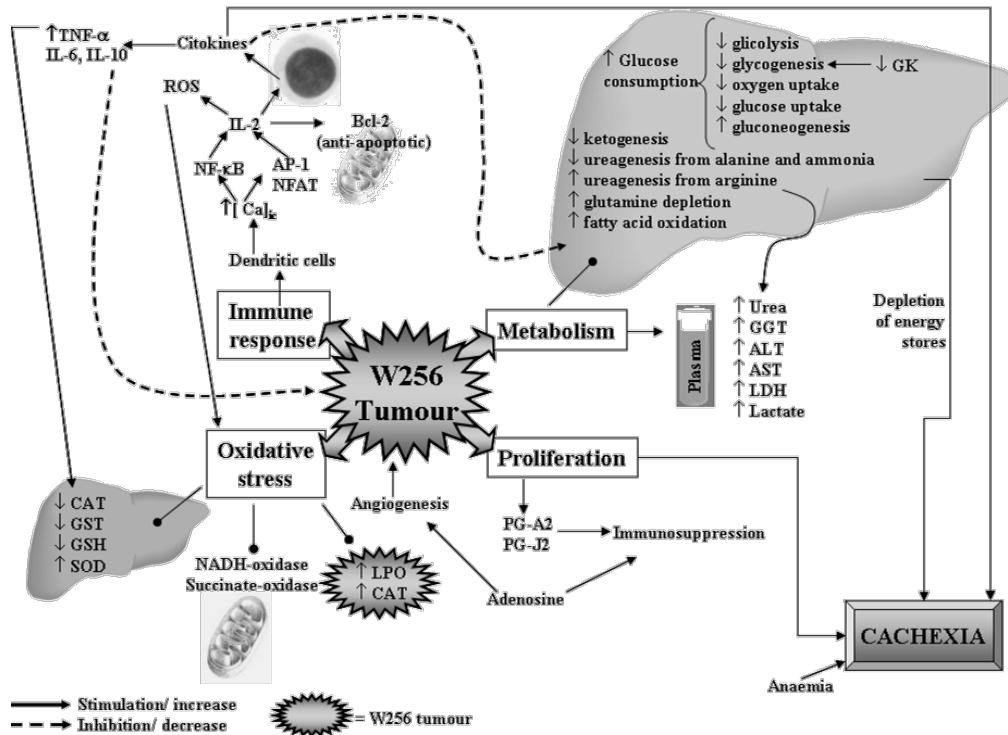 ↑TNF-α
IL-6, IL-10
Citokines
ROS
IL-2
Bcl-2
(anti-apoptotic)
NF-κB
AP-1
NFAT
↑[ Ca]ic
Dendritic cells
Immune
response
↑ Glucose
consumption
↓ glicolysis
↓ glycogenesis
↓ oxygen uptake
↓ glucose uptake
↑ gluconeogenesis
↓ GK
↓ ketogenesis
↓ ureagenesis from alanine and ammonia
↑ ureagenesis from arginine
↑ glutamine depletion
↑ fatty acid oxidation
Metabolism
Plasma
↑ Urea
↑ GGT
↑ ALT
↑ AST
↑ LDH
↑ Lactate
Depletion
of energy
stores
W256
Tumour
Oxidative
stress
Proliferation
Angiogenesis
↓ CAT
↓ GST
↓ GSH
↑ SOD
NADH-oxidase
Succinate-oxidase
↑ LPO
↑ CAT
PG-A2
PG-J2
Immunosuppression
Adenosine
CACHEXIA
Anaemia
Stimulation/ increase
Inhibition/ decrease
= W256 tumour